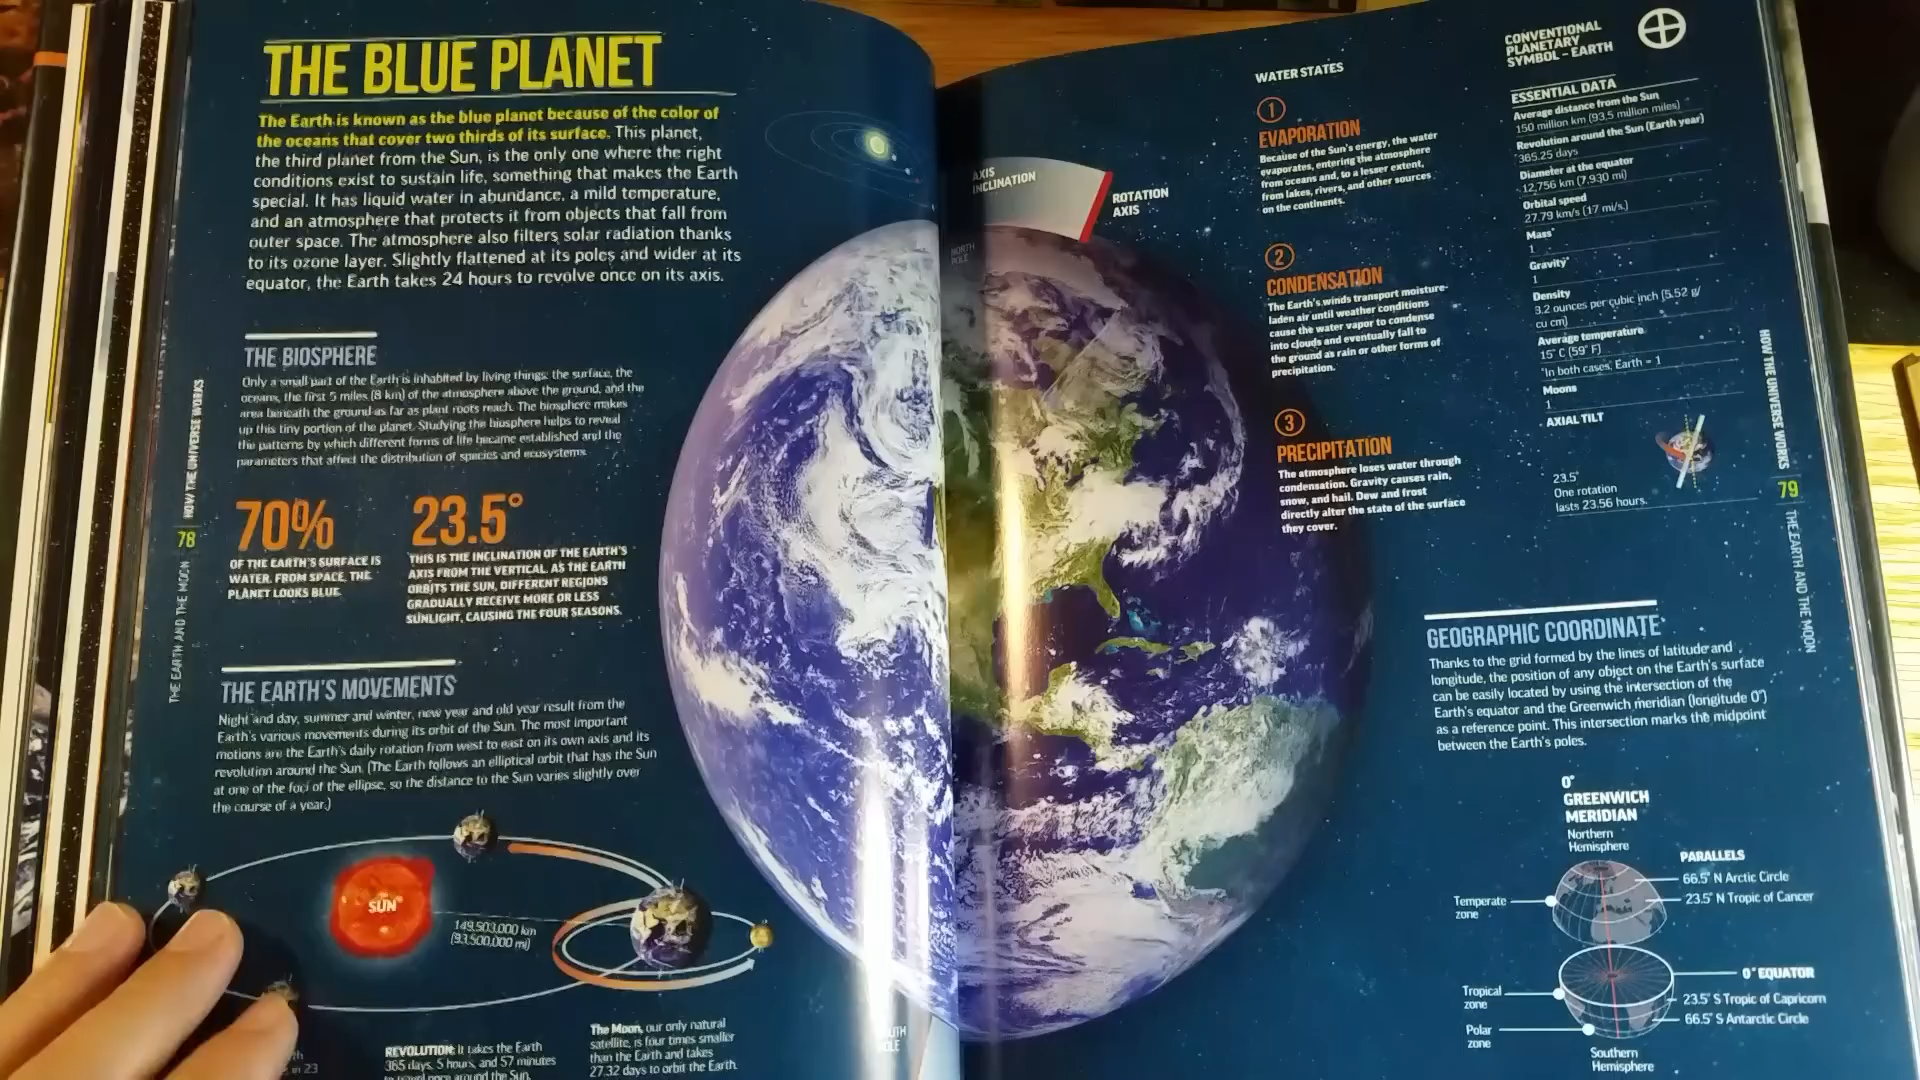 THE BLUE PLANET
The Earth is known as the blue planet because of the color of
the oceans that cover two thirds of its surface. This planet,
the third planet from the Sun, is the only one where the right
conditions exist to sustain life, something that makes the Earth
special. It has liquid water in abundance, a mild temperature,
and an atmosphere that protects it from objects that fall from
outer space. The atmosphere also filters solar radiation thanks
to its ozone layer. Slightly flattened at its poles and wider at its
equator, the Earth takes 24 hours to revolve once on its axis.
THE BIOSPHERE
Only a small part of the Earth is inhabited by living things: the surface, the
oceans, the first 5 miles (8 km) of the atmosphere above the ground, and the
area beneath the ground as far as plant roots reach. The biosphere makes
up this tiny portion of the planet. Studying the biosphere helps to reveal
the patterns by which different forms of life became established and the
parameters that affect the distribution of species and ecosystems.
70%
OF THE EARTH'S SURFACE IS
WATER. FROM SPACE, THE
PLANET LOOKS BLUE.
23.5°
THIS IS THE INCLINATION OF THE EARTH'S
AXIS FROM THE VERTICAL. AS THE EARTH
ORBITS THE SUN, DIFFERENT REGIONS
GRADUALLY RECEIVE MORE OR LESS
SUNLIGHT, CAUSING THE FOUR SEASONS.
THE EARTH'S MOVEMENTS
Night and day, summer and winter, new year and old year result from the
Earth's various movements during its orbit of the Sun. The most important
motions are the Earth's daily rotation from west to east on its own axis and its
revolution around the Sun. (The Earth follows an elliptical orbit that has the Sun
at one of the foci of the ellipse, so the distance to the Sun varies slightly over
the course of a year.)
SUN
149,503,000 km
(93,500,000 mi)
in 23
REVOLUTION: It takes the Earth
365 days, 5 hours, and 57 minutes
to travel once around the Sun.
The Moon, our only natural
satellite, is four times smaller
than the Earth and takes
27.32 days to orbit the Earth.
HOW THE UNIVERSE WORKS
78
THE EARTH AND THE MOON
AXIS
INCLINATION
ROTATION
AXIS
NORTH
POLE
WATER STATES
1
EVAPORATION
Because of the Sun's energy, the water
evaporates, entering the atmosphere
from oceans and, to a lesser extent,
from lakes, rivers, and other sources
on the continents.
2
CONDENSATION
The Earth's winds transport moisture-
laden air until weather conditions
cause the water vapor to condense
into clouds and eventually fall to
the ground as rain or other forms of
precipitation.
3
PRECIPITATION
The atmosphere loses water through
condensation. Gravity causes rain,
snow, and hail. Dew and frost
directly alter the state of the surface
they cover.
CONVENTIONAL
PLANETARY
SYMBOL - EARTH
ESSENTIAL DATA
Average distance from the Sun
150 million km (93.5 million miles)
Revolution around the Sun (Earth year)
365.25 days
Diameter at the equator
12,756 km (7,930 mi)
Orbital speed
27.79 km/s (17 mi/s.)
Mass*
1
Gravity*
1
Density
3.2 ounces per cubic inch (5.52 g/
cu cm)
Average temperature
15° C (59° F)
*In both cases, Earth = 1
Moons
1
AXIAL TILT
23.5°
One rotation
lasts 23.56 hours.
HOW THE UNIVERSE WORKS
79
THE EARTH AND THE MOON
GEOGRAPHIC COORDINATE
Thanks to the grid formed by the lines of latitude and
longitude, the position of any object on the Earth's surface
can be easily located by using the intersection of the
Earth's equator and the Greenwich meridian (longitude 0°)
as a reference point. This intersection marks the midpoint
between the Earth's poles.
0°
GREENWICH
MERIDIAN
Northern
Hemisphere
PARALLELS
66.5° N Arctic Circle
23.5° N Tropic of Cancer
Temperate
zone
0° EQUATOR
Tropical
zone
23.5° S Tropic of Capricorn
66.5° S Antarctic Circle
Polar
zone
Southern
Hemisphere